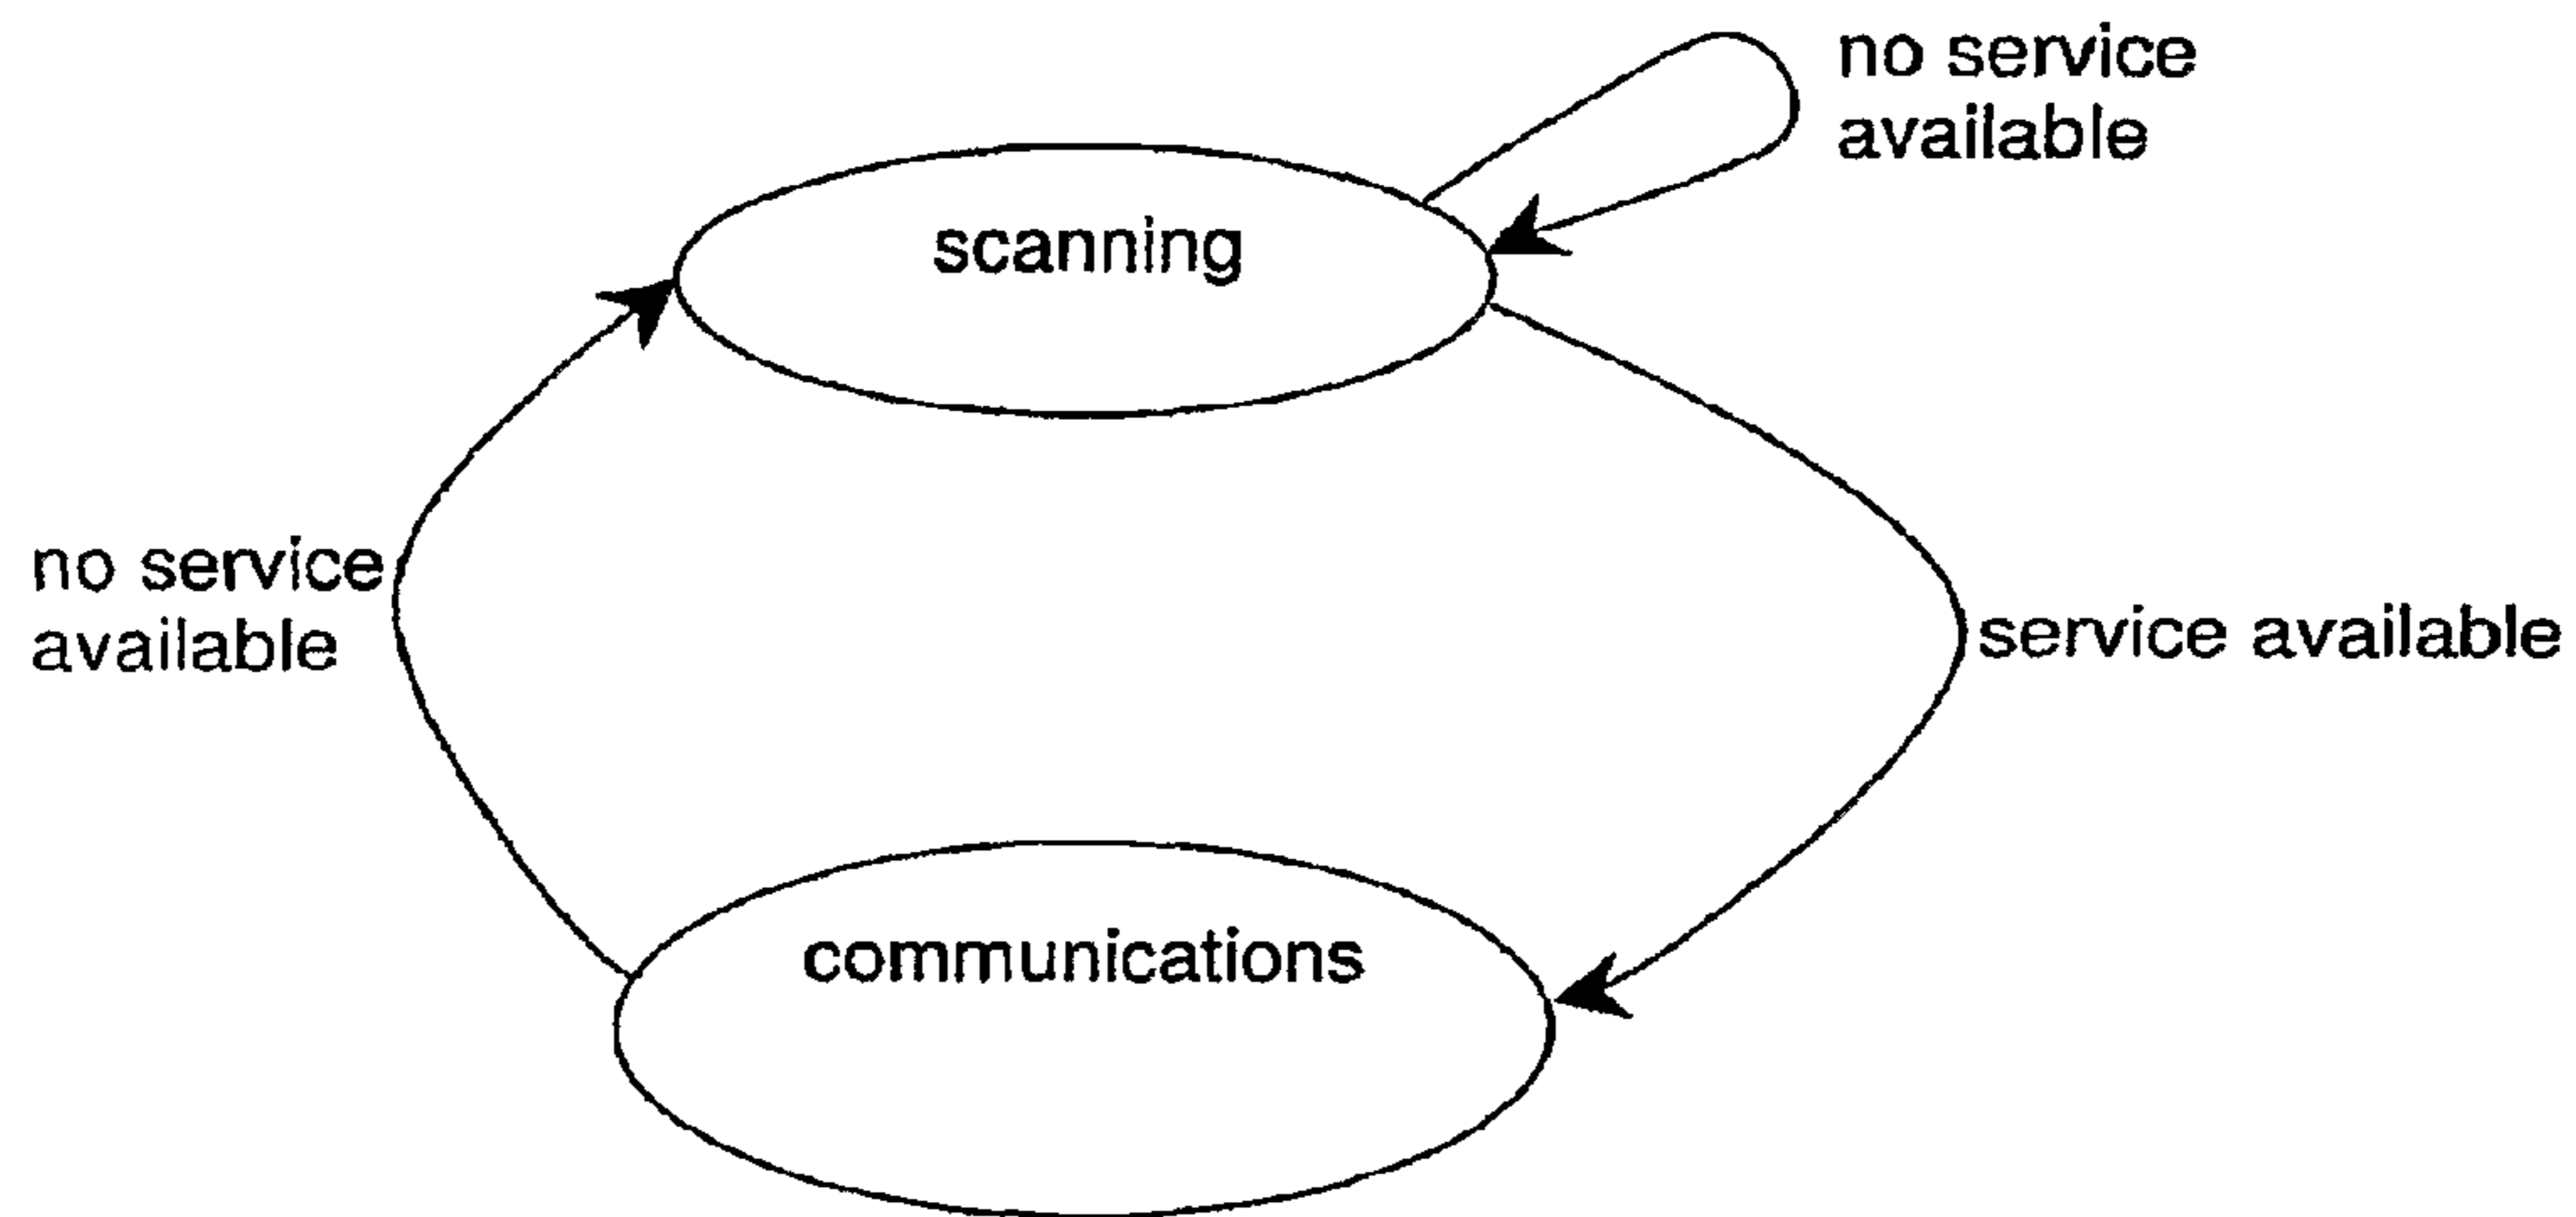 no service
available
scanning
no service
available
service available
communications